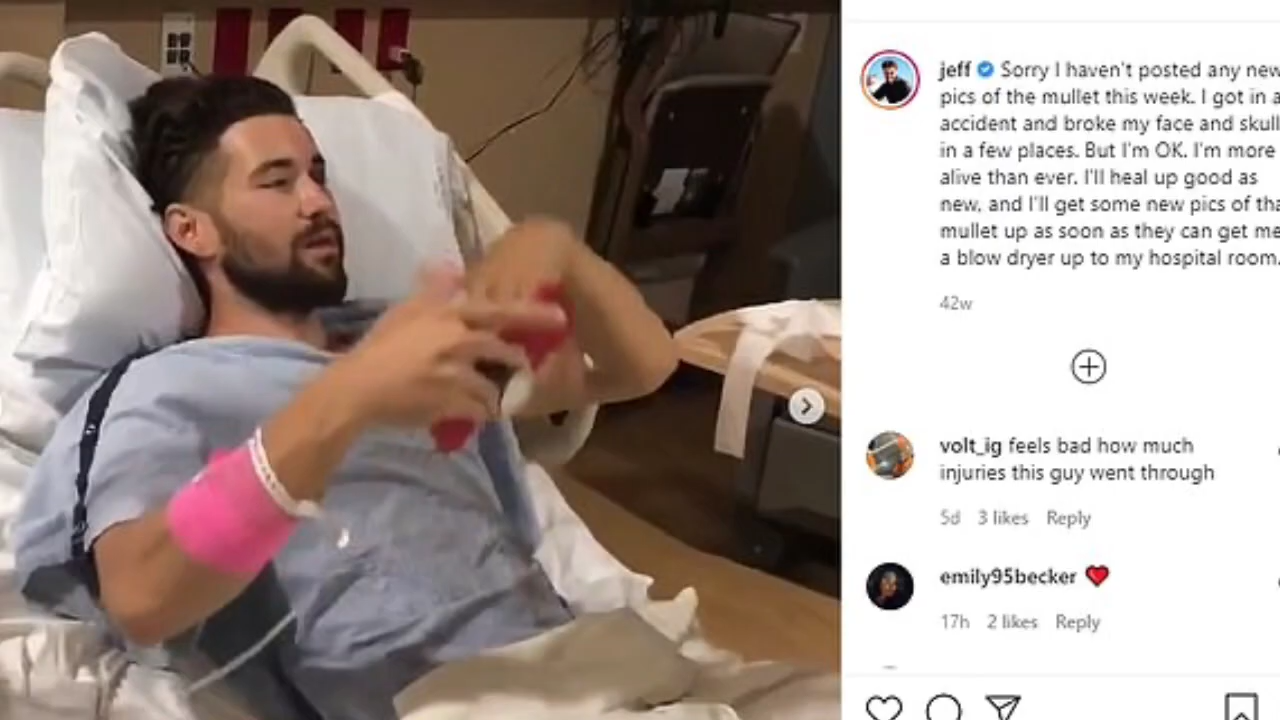 jeff Sorry I haven't posted any new
pics of the mullet this week. I got in a
accident and broke my face and skull
in a few places. But I'm OK. I'm more
alive than ever. I'll heal up good as
new, and I'll get some new pics of tha
mullet up as soon as they can get me
a blow dryer up to my hospital room.
42w
volt_ig feels bad how much
injuries this guy went through
5d 3 likes Reply
emily95becker ❤️
17h 2 likes Reply